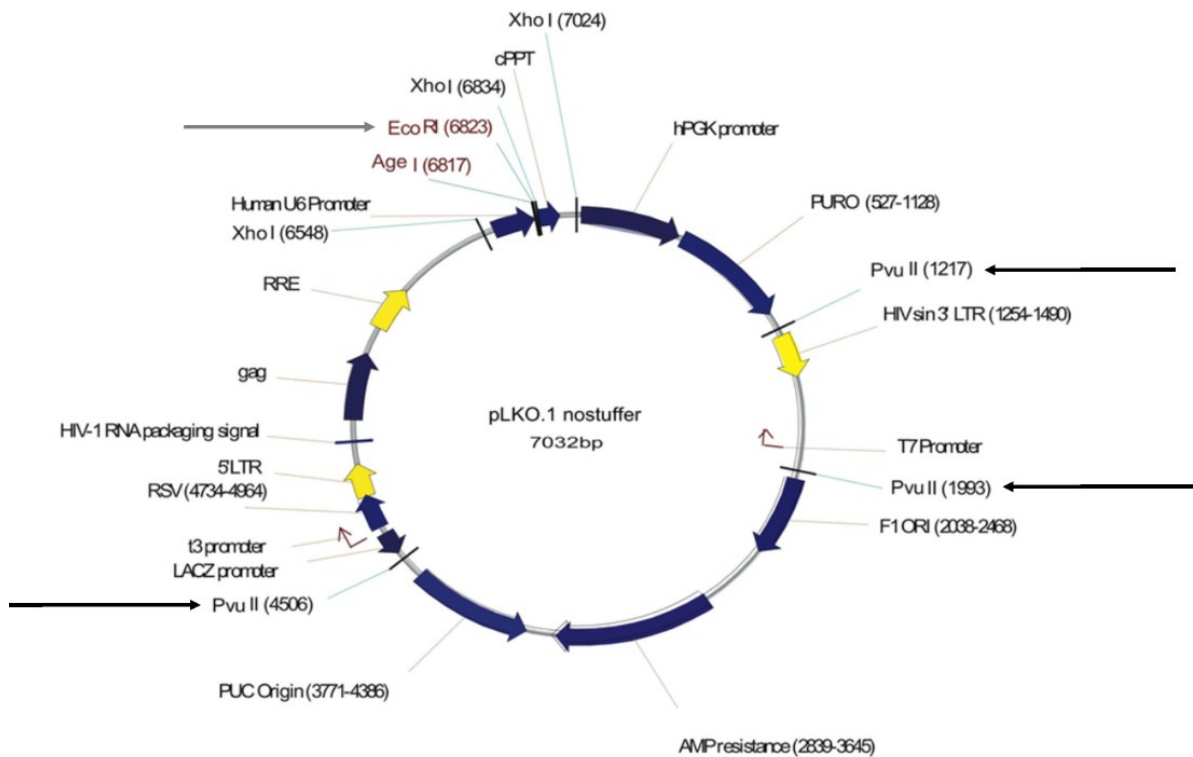 Xho I (7024)
cPPT
Xho I (6834)
Eco RI (6823)
Age I (6817)
hPGK promoter
Human U6 Promoter
Xho I (6548)
PURO (527-1128)
Pvu II (1217)
HIV sin 3' LTR (1254-1490)
RRE
gag
pLKO.1 nostuffer
7032bp
HIV-1 RNA packaging signal
T7 Promoter
5'LTR
RSV (4734-4964)
Pvu II (1993)
F1 ORI (2038-2468)
t3 promoter
LACZ promoter
Pvu II (4506)
PUC Origin (3771-4386)
AMP resistance (2839-3645)